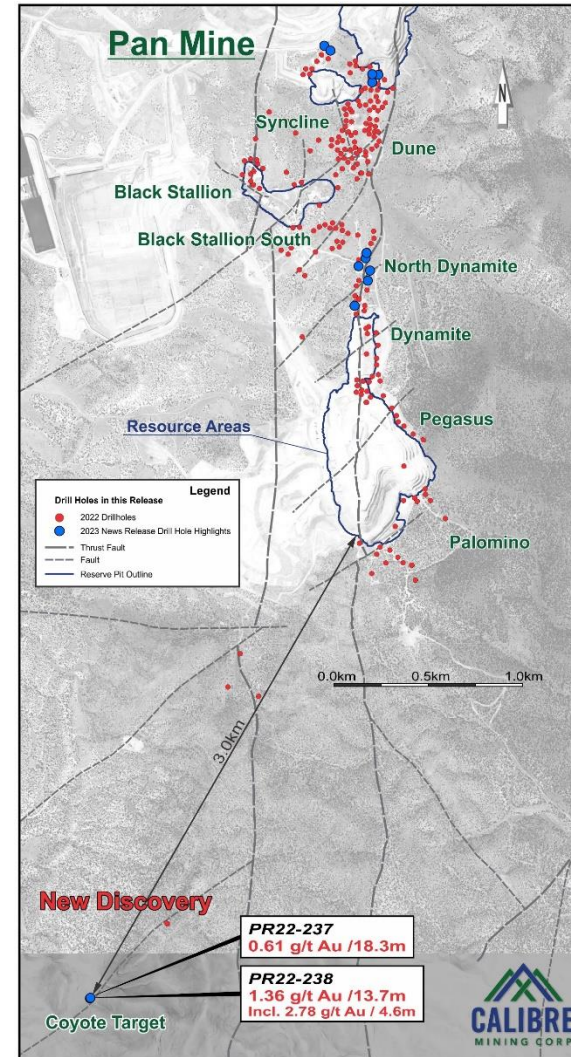 Pan Mine
N
Syncline
Dune
Black Stallion
Black Stallion South
North Dynamite
Dynamite
Resource Areas
Pegasus
Legend
Drill Holes in this Release
2022 Drillholes
2023 News Release Drill Hole Highlights
Thrust Fault
Fault
Reserve Pit Outline
Palomino
0.0km 0.5km 1.0km
3.0km
New Discovery
PR22-237
0.61 g/t Au /18.3m
PR22-238
1.36 g/t Au /13.7m
Incl. 2.78 g/t Au / 4.6m
Coyote Target
CALIBRE
MINING CORP